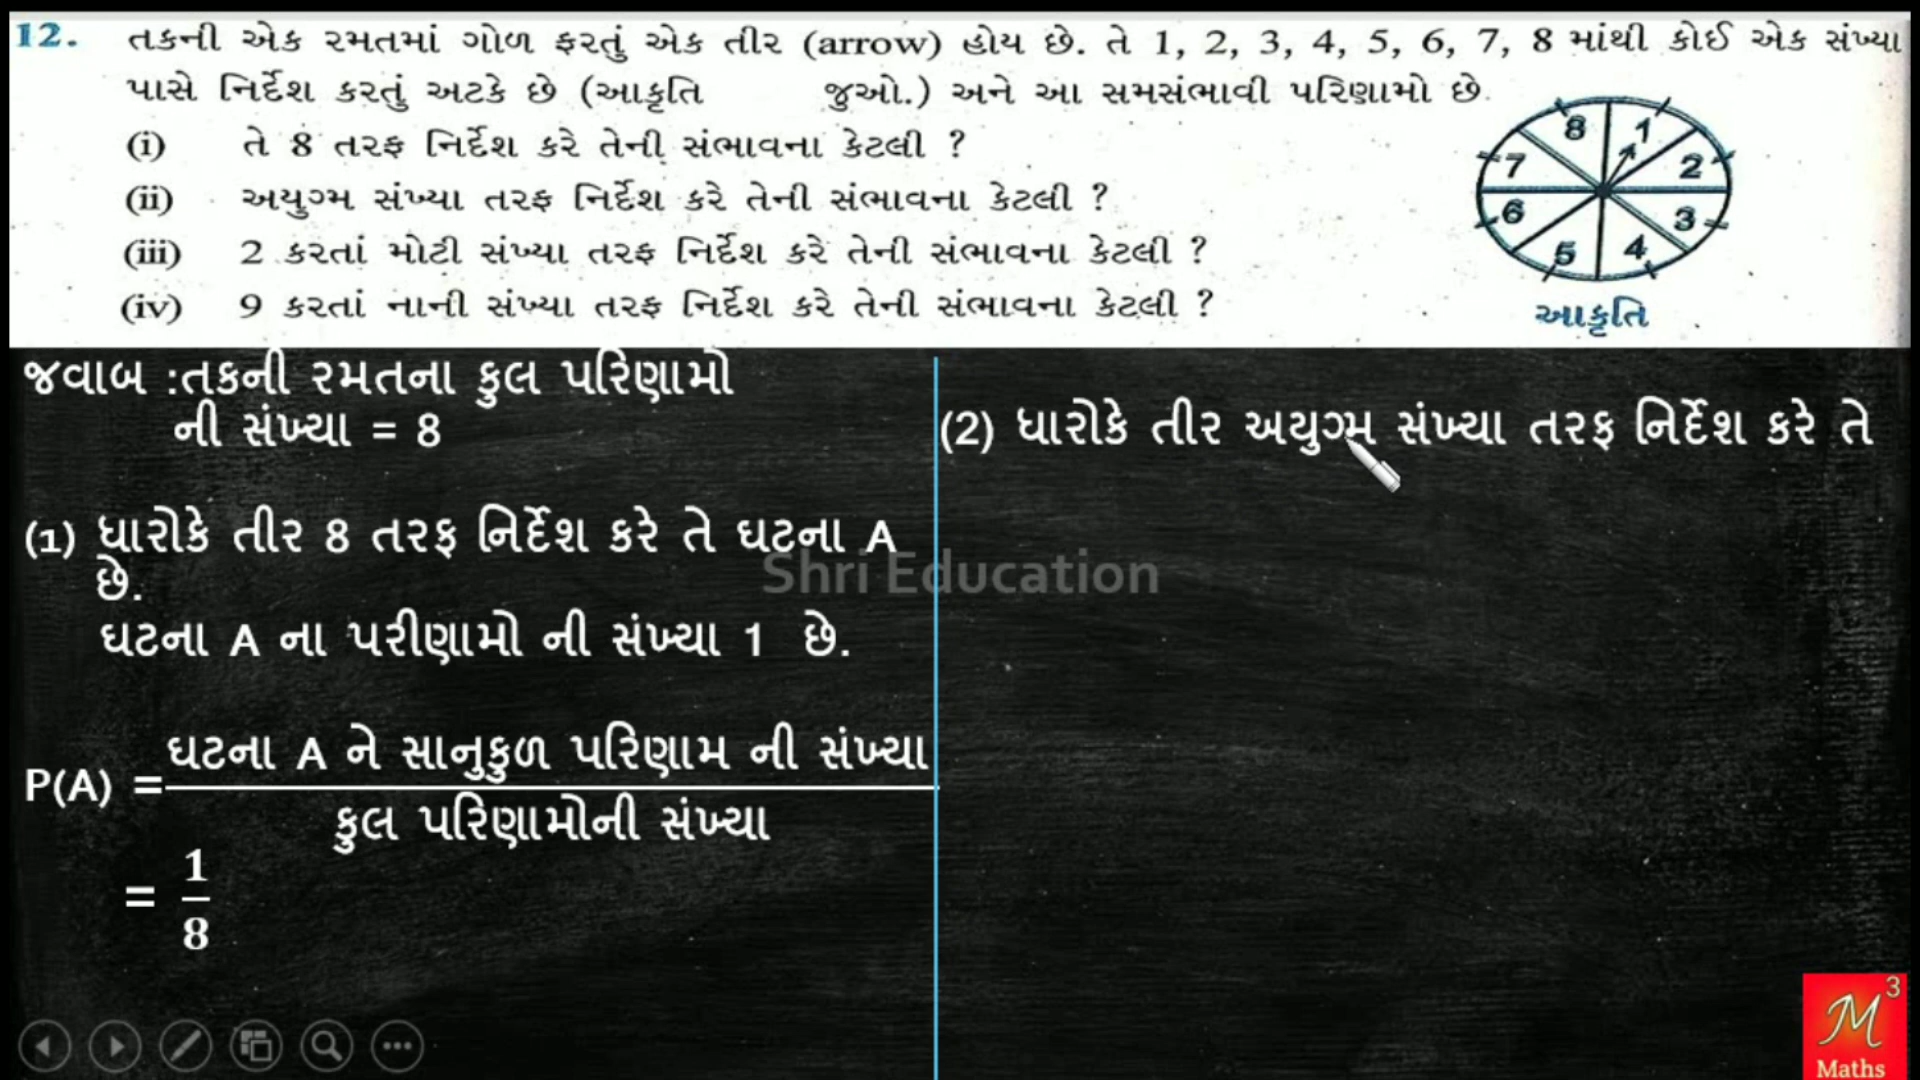 12. તકની એક રમતમાં ગોળ ફરતું એક તીર (arrow) હોય છે. તે 1, 2, 3, 4, 5, 6, 7, 8 માંથી કોઈ એક સંખ્યા
પાસે નિર્દેશ કરતું અટકે છે (આકૃતિ જુઓ.) અને આ સમસંભાવી પરિણામો છે.
(i) તે 8 તરફ નિર્દેશ કરે તેની સંભાવના કેટલી ?
(ii) અયુગ્મ સંખ્યા તરફ નિર્દેશ કરે તેની સંભાવના કેટલી ?
(iii) 2 કરતાં મોટી સંખ્યા તરફ નિર્દેશ કરે તેની સંભાવના કેટલી ?
(iv) 9 કરતાં નાની સંખ્યા તરફ નિર્દેશ કરે તેની સંભાવના કેટલી ?
8 1
7 2
6 3
5 4
આકૃતિ
જવાબ :તકની રમતના કુલ પરિણામો
ની સંખ્યા = 8
(1) ધારોકે તીર 8 તરફ નિર્દેશ કરે તે ઘટના A
છે.
ઘટના A ના પરીણામો ની સંખ્યા 1 છે.
ઘટના A ને સાનુકુળ પરિણામ ની સંખ્યા
P(A) =
કુલ પરિણામોની સંખ્યા
1
=
8
(2) ધારોકે તીર અયુગ્મ સંખ્યા તરફ નિર્દેશ કરે તે
Shri Education
M 3
Maths